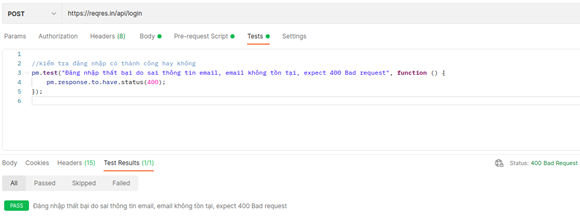 POST https://reqres.in/api/login
Params Authorization Headers (8) Body Pre-request Script Tests Settings
1
2 //kiểm tra đăng nhập có thành công hay không
3 pm.test("Đăng nhập thất bại do sai thông tin email, email không tồn tại, expect 400 Bad request", function () {
4 pm.response.to.have.status(400);
5 });
6
Body Cookies Headers (15) Test Results (1/1) Status: 400 Bad Request
All Passed Skipped Failed
PASS Đăng nhập thất bại do sai thông tin email, email không tồn tại, expect 400 Bad request